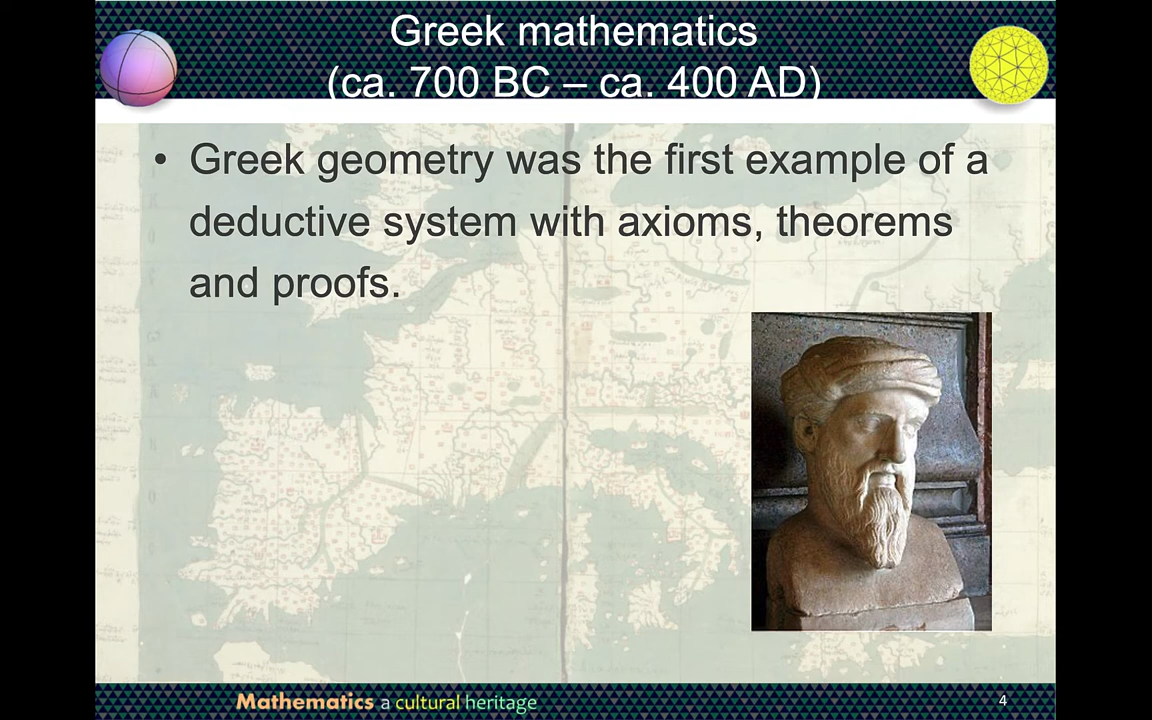 Greek mathematics
(ca. 700 BC – ca. 400 AD)
• Greek geometry was the first example of a
deductive system with axioms, theorems
and proofs.
Mathematics a cultural heritage
4